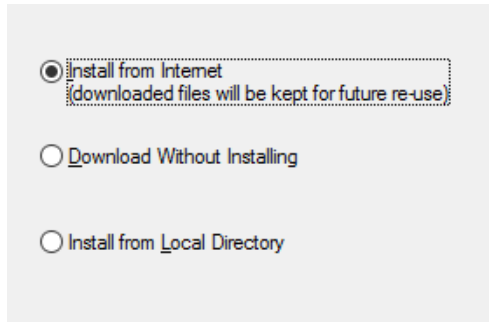 Install from Internet
(downloaded files will be kept for future re-use)
Download Without Installing
Install from Local Directory